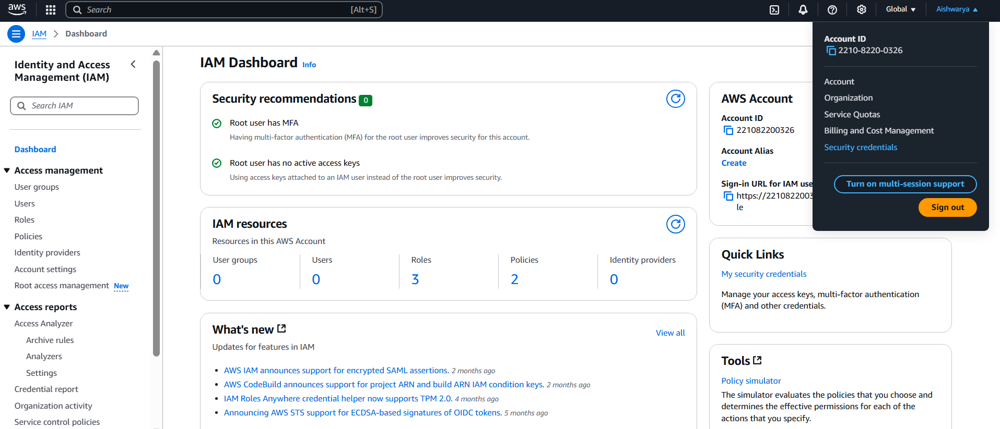 aws
Search
[Alt+S]
Global
Aishwarya
IAM
Dashboard
Account ID
2210-8220-0326
Account
Organization
Service Quotas
Billing and Cost Management
Security credentials
Turn on multi-session support
Sign out
Identity and Access
Management (IAM)
Search IAM
Dashboard
Access management
User groups
Users
Roles
Policies
Identity providers
Account settings
Root access management New
Access reports
Access Analyzer
Archive rules
Analyzers
Settings
Credential report
Organization activity
Service control policies
IAM Dashboard Info
Security recommendations 0
Root user has MFA
Having multi-factor authentication (MFA) for the root user improves security for this account.
Root user has no active access keys
Using access keys attached to an IAM user instead of the root user improves security.
IAM resources
Resources in this AWS Account
User groups
0
Users
0
Roles
3
Policies
2
Identity providers
0
What's new
View all
Updates for features in IAM
AWS IAM announces support for encrypted SAML assertions. 2 months ago
AWS CodeBuild announces support for project ARN and build ARN IAM condition keys. 2 months ago
IAM Roles Anywhere credential helper now supports TPM 2.0. 4 months ago
Announcing AWS STS support for ECDSA-based signatures of OIDC tokens. 5 months ago
AWS Account
Account ID
221082200326
Account Alias
Create
Sign-in URL for IAM use
https://2210822003
le
Quick Links
My security credentials
Manage your access keys, multi-factor authentication
(MFA) and other credentials.
Tools
Policy simulator
The simulator evaluates the policies that you choose and
determines the effective permissions for each of the
actions that you specify.